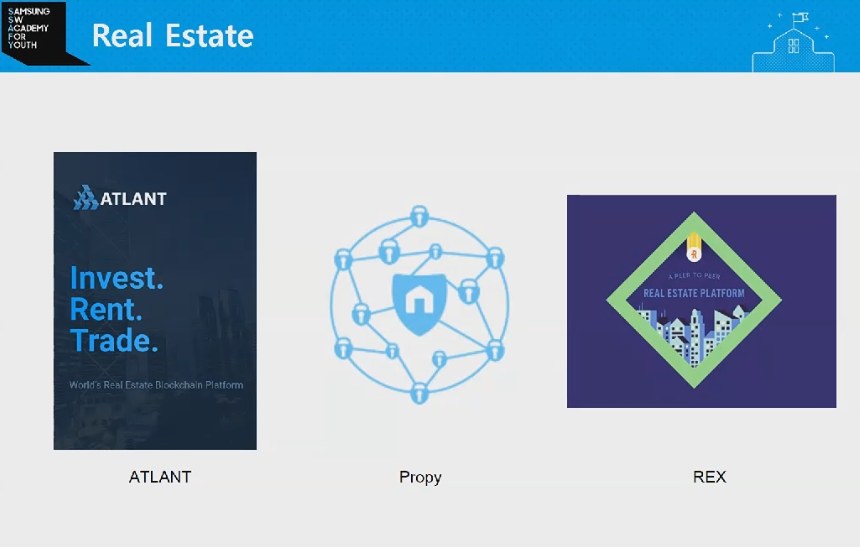 SAMSUNG
SW
ACADEMY
FOR
YOUTH
Real Estate
ATLANT
Invest.
Rent.
Trade.
World's Real Estate Blockchain Platform
R
A PEER TO PEER
REAL ESTATE PLATFORM
ATLANT
Propy
REX